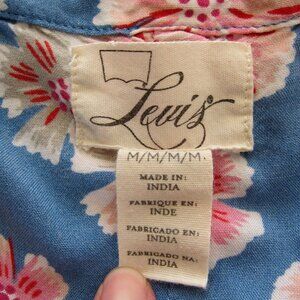 Levi's
M/M/M/M
MADE IN:
INDIA
FABRIQUE EN:
INDE
FABRICADO EN:
INDIA
FABRICADO NA:
INDIA